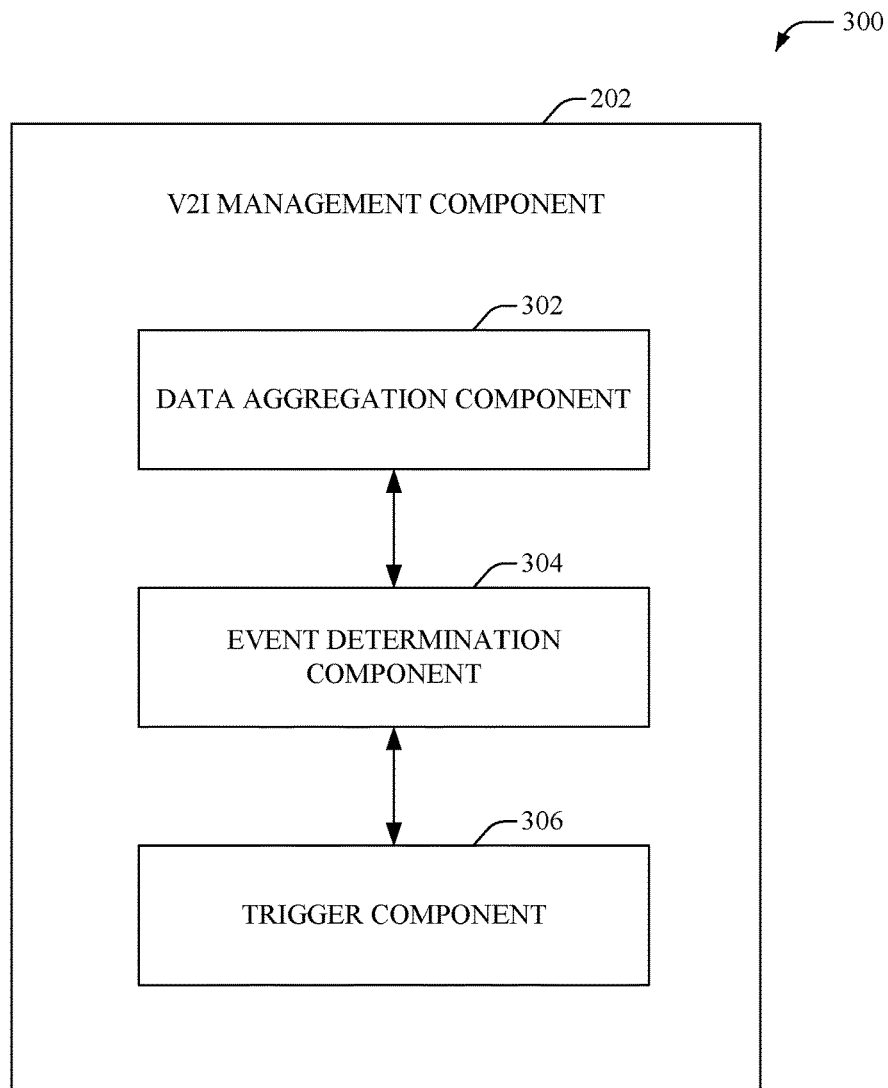 300
202
V2I MANAGEMENT COMPONENT
302
DATA AGGREGATION COMPONENT
304
EVENT DETERMINATION
COMPONENT
306
TRIGGER COMPONENT